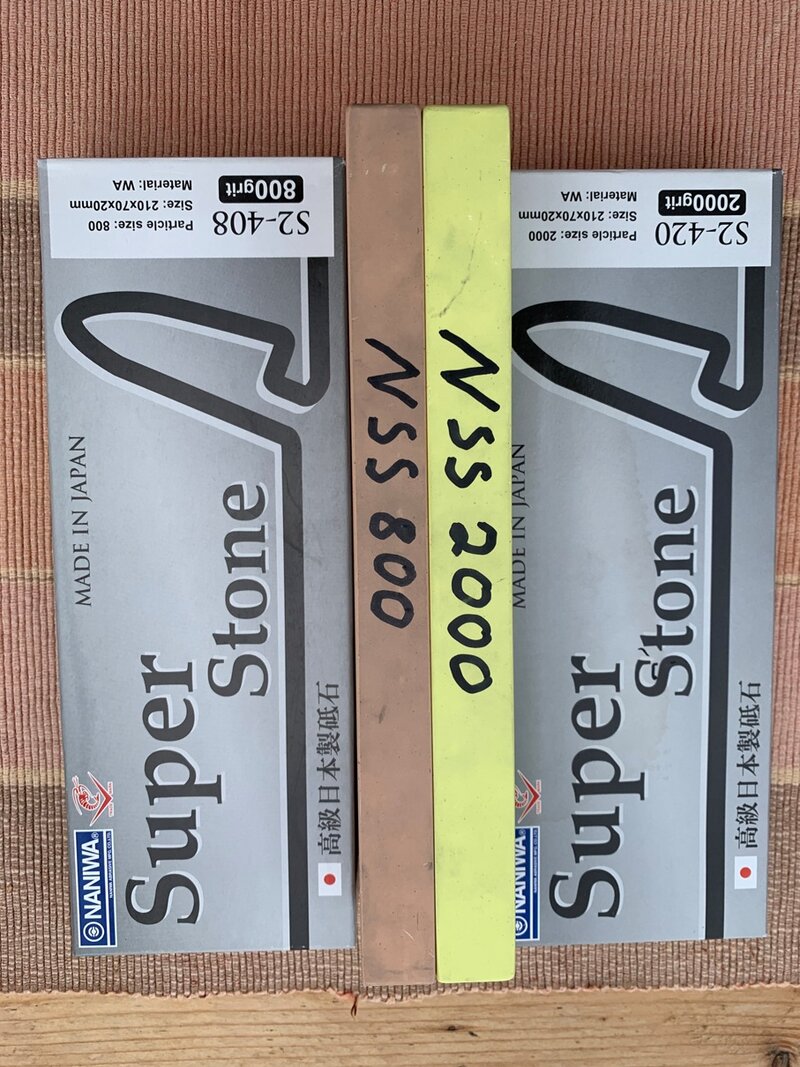 S2-408
800grit
Particle size: 800
Size: 210x70x20mm
Material: WA
MADE IN JAPAN
Super
Stone
NANIWA®
高級日本製砥石
NSS 800
NSS 2000
S2-420
2000grit
Particle size: 2000
Size: 210x70x20mm
Material: WA
MADE IN JAPAN
Super
Stone
NANIWA
高級日本製砥石